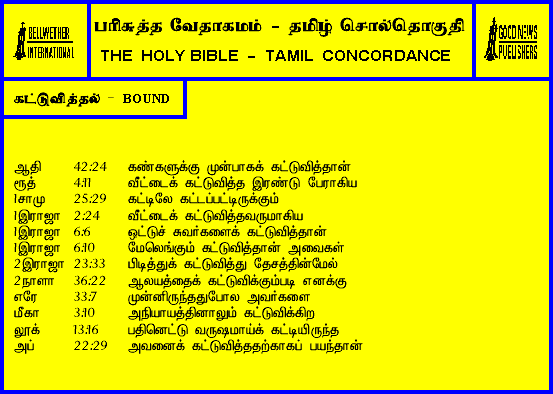 BELLWETHER
INTERNATIONAL
பரிசுத்த வேதாகமம் - தமிழ் சொல்தொகுதி
THE HOLY BIBLE - TAMIL CONCORDANCE
GOOD NEWS
PUBLISHERS
கட்டுவித்தல் - BOUND
ஆதி 42:24 கண்களுக்கு முன்பாகக் கட்டுவித்தான்
ரூத் 4:11 வீட்டைக் கட்டுவித்த இரண்டு பேராகிய
1சாமு 25:29 கட்டிலே கட்டப்பட்டிருக்கும்
1இராஜா 2:24 வீட்டைக் கட்டுவித்தவருமாகிய
1இராஜா 6:6 ஒட்டுச் சுவர்களைக் கட்டுவித்தான்
1இராஜா 6:10 மேலெங்கும் கட்டுவித்தான் அவைகள்
2இராஜா 23:33 பிடித்துக் கட்டுவித்து தேசத்தின்மேல்
2நாளா 36:22 ஆலயத்தைக் கட்டுவிக்கும்படி எனக்கு
எரே 33:7 முன்னிருந்ததுபோல அவர்களை
மீகா 3:10 அநியாயத்தினாலும் கட்டுவிக்கிற
லூக் 13:16 பதினெட்டு வருஷமாய்க் கட்டியிருந்த
அப் 22:29 அவனைக் கட்டுவித்ததற்காகப் பயந்தான்